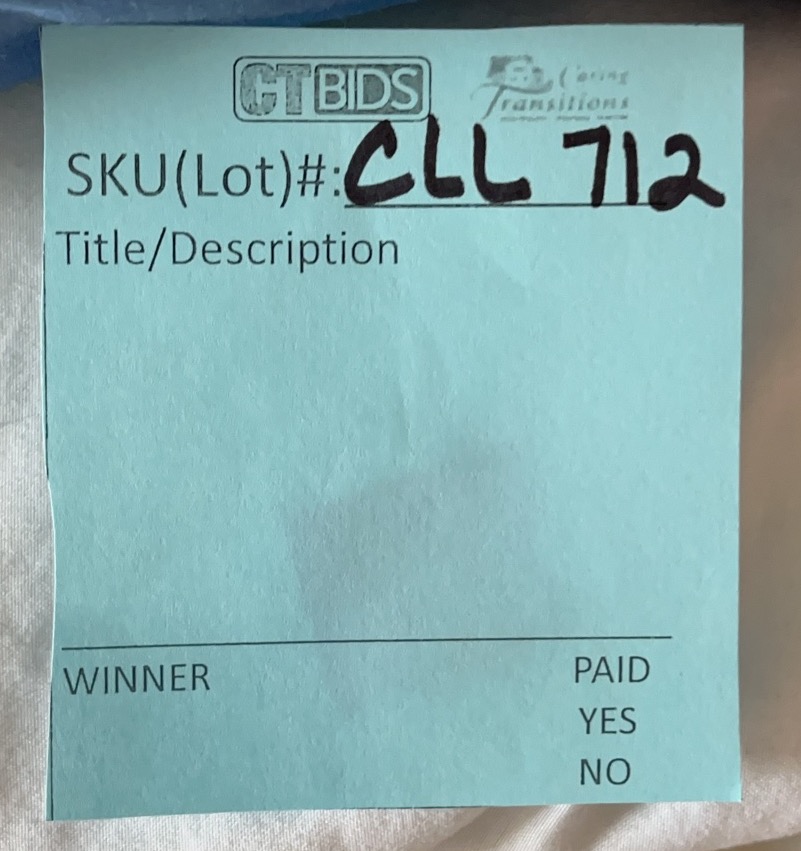 CTBIDS Caring
Transitions
SKU(Lot)#: CLL 712
Title/Description
WINNER PAID
YES
NO